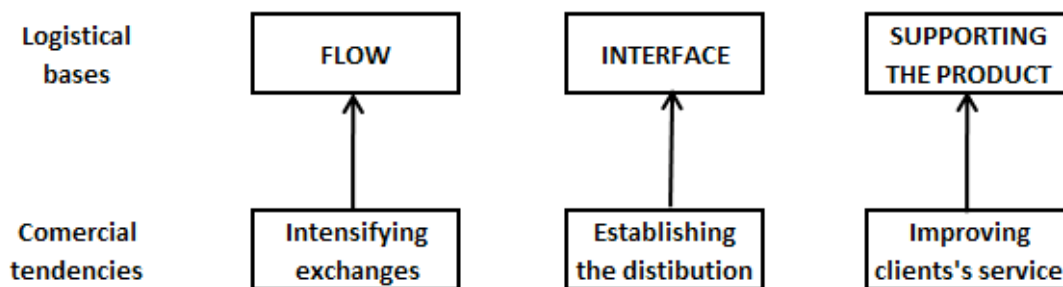 Logistical
bases
FLOW
INTERFACE
SUPPORTING
THE PRODUCT
Comercial
tendencies
Intensifying
exchanges
Establishing
the distibution
Improving
clients's service